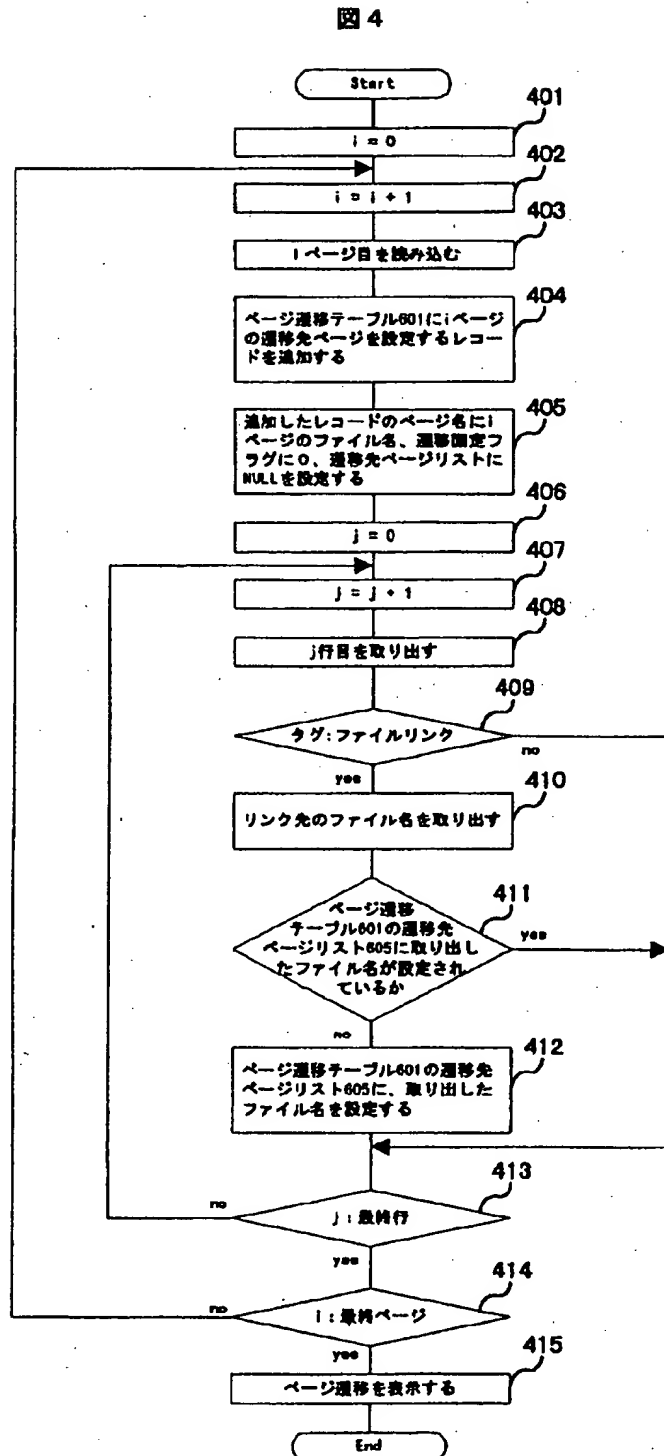 図4
Start
401
i = 0
402
i = i + 1
403
iページ目を読み込む
404
ページ遷移テーブル601にiページ
の遷移先ページを設定するレコー
ドを追加する
405
追加したレコードのページ名にi
ページのファイル名、遷移固定フ
ラグに0、遷移先ページリストに
NULLを設定する
406
j = 0
407
j = j + 1
408
j行目を取り出す
409
タグ:ファイルリンク
no
yes
410
リンク先のファイル名を取り出す
411
ページ遷移
テーブル601の遷移先
ページリスト605に取り出し
たファイル名が設定され
ているか
yes
no
412
ページ遷移テーブル601の遷移先
ページリスト605に、取り出した
ファイル名を設定する
413
no
j:最終行
yes
414
no
i:最終ページ
yes
415
ページ遷移を表示する
End